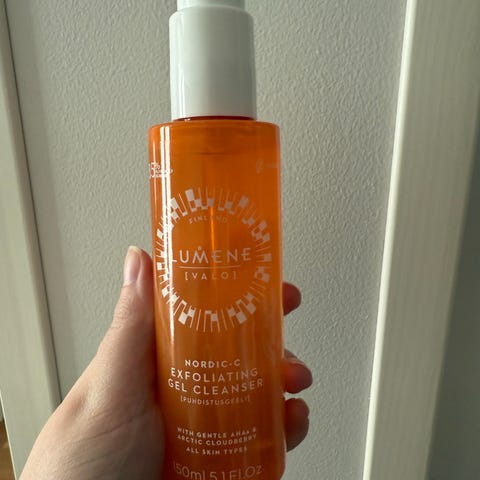 FINLAND
LUMENE
[VALO]
NORDIC-C
EXFOLIATING
GEL CLEANSER
[PUHDISTUSGEELI]
WITH GENTLE AHAs &
ARCTIC CLOUDBERRY
ALL SKIN TYPES
150ml 5.1 Fl.Oz